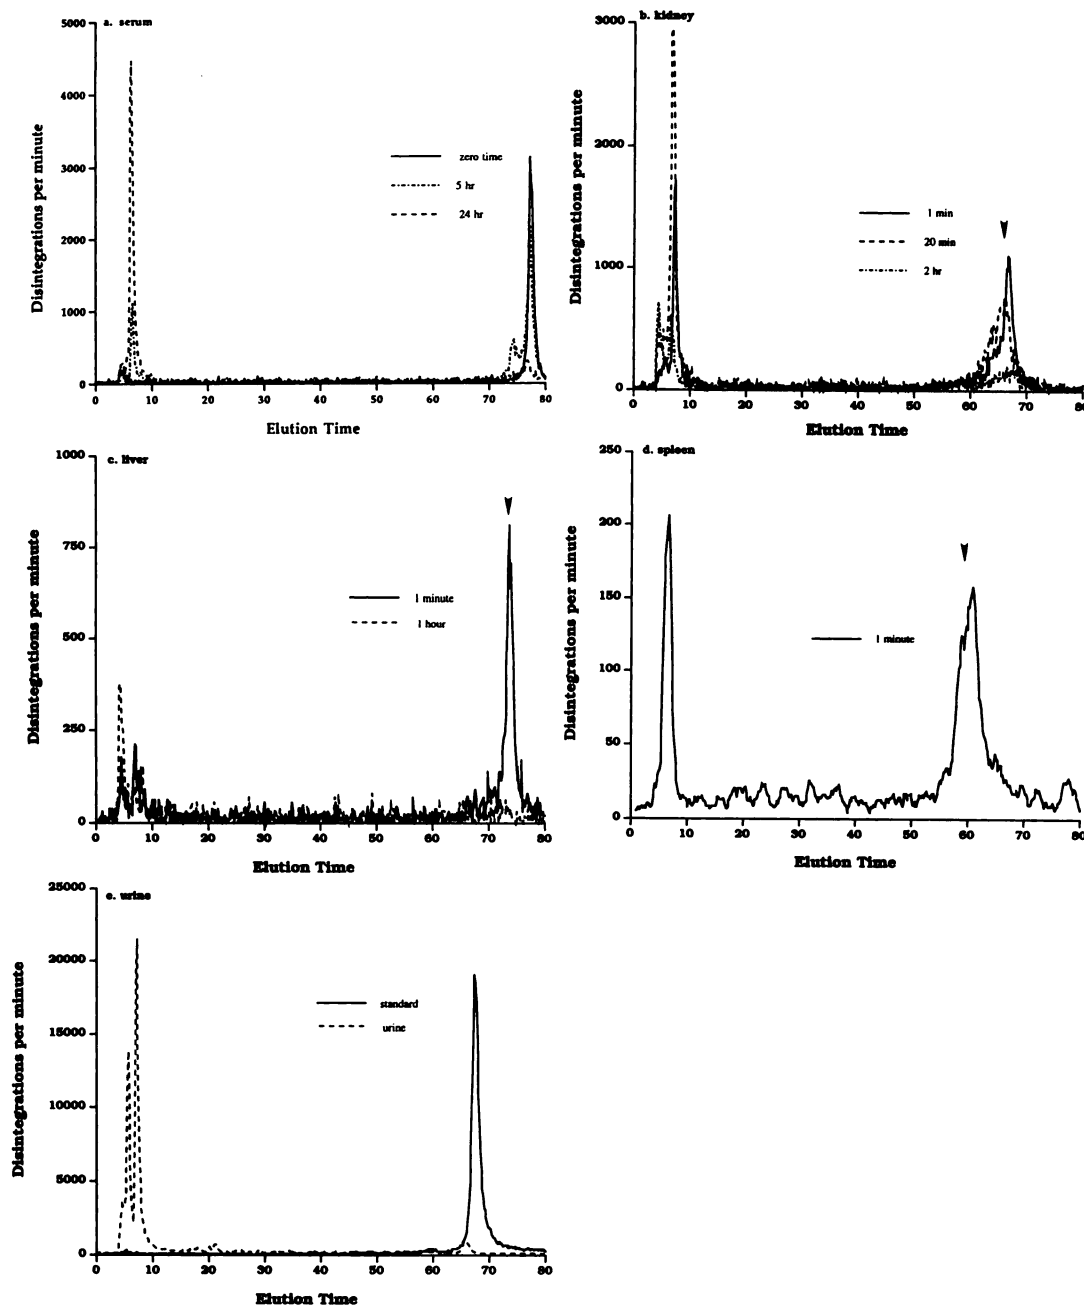 a. serum
5000
4000
3000
2000
1000
0
Disintegrations per minute
zero time
5 hr
24 hr
0 10 20 30 40 50 60 70 80
Elution Time
b. kidney
3000
2000
1000
0
Disintegrations per minute
1 min
20 min
2 hr
0 10 20 30 40 50 60 70 80
Elution Time
c. liver
1000
750
500
250
0
Disintegrations per minute
1 minute
1 hour
0 10 20 30 40 50 60 70 80
Elution Time
d. spleen
250
200
150
100
50
0
Disintegrations per minute
1 minute
0 10 20 30 40 50 60 70 80
Elution Time
e. urine
25000
20000
15000
10000
5000
0
Disintegrations per minute
standard
urine
0 10 20 30 40 50 60 70 80
Elution Time